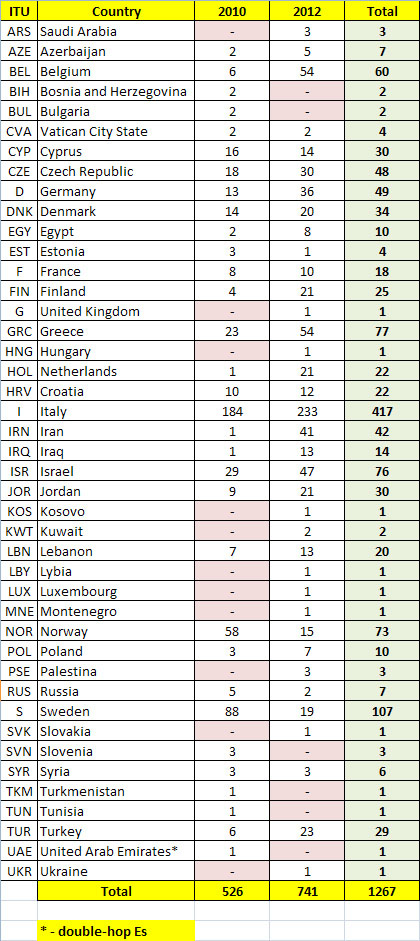 ITU Country 2010 2012 Total
ARS Saudi Arabia - 3 3
AZE Azerbaijan 2 5 7
BEL Belgium 6 54 60
BIH Bosnia and Herzegovina 2 - 2
BUL Bulgaria 2 - 2
CVA Vatican City State 2 2 4
CYP Cyprus 16 14 30
CZE Czech Republic 18 30 48
D Germany 13 36 49
DNK Denmark 14 20 34
EGY Egypt 2 8 10
EST Estonia 3 1 4
F France 8 10 18
FIN Finland 4 21 25
G United Kingdom - 1 1
GRC Greece 23 54 77
HNG Hungary - 1 1
HOL Netherlands 1 21 22
HRV Croatia 10 12 22
I Italy 184 233 417
IRN Iran 1 41 42
IRQ Iraq 1 13 14
ISR Israel 29 47 76
JOR Jordan 9 21 30
KOS Kosovo - 1 1
KWT Kuwait - 2 2
LBN Lebanon 7 13 20
LBY Lybia - 1 1
LUX Luxembourg - 1 1
MNE Montenegro - 1 1
NOR Norway 58 15 73
POL Poland 3 7 10
PSE Palestina - 3 3
RUS Russia 5 2 7
S Sweden 88 19 107
SVK Slovakia - 1 1
SVN Slovenia 3 - 3
SYR Syria 3 3 6
TKM Turkmenistan 1 - 1
TUN Tunisia 1 - 1
TUR Turkey 6 23 29
UAE United Arab Emirates* 1 - 1
UKR Ukraine - 1 1
Total 526 741 1267
* - double-hop Es